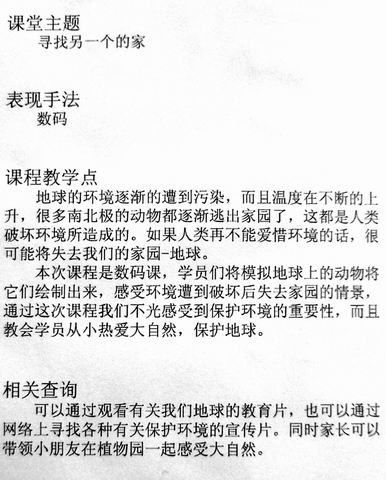 课堂主题
寻找另一个的家
表现手法
数码
课程教学点
地球的环境逐渐的遭到污染，而且温度在不断的上
升，很多南北极的动物都逐渐逃出家园了，这都是人类
破坏环境所造成的。如果人类再不能爱惜环境的话，很
可能将失去我们的家园-地球。
本次课程是数码课，学员们将模拟地球上的动物将
它们绘制出来，感受环境遭到破坏后失去家园的情景，
通过这次课程我们不光感受到保护环境的重要性，而且
教会学员从小热爱大自然，保护地球。
相关查询
可以通过观看有关我们地球的教育片，也可以通过
网络上寻找各种有关保护环境的宣传片。同时家长可以
带领小朋友在植物园一起感受大自然。